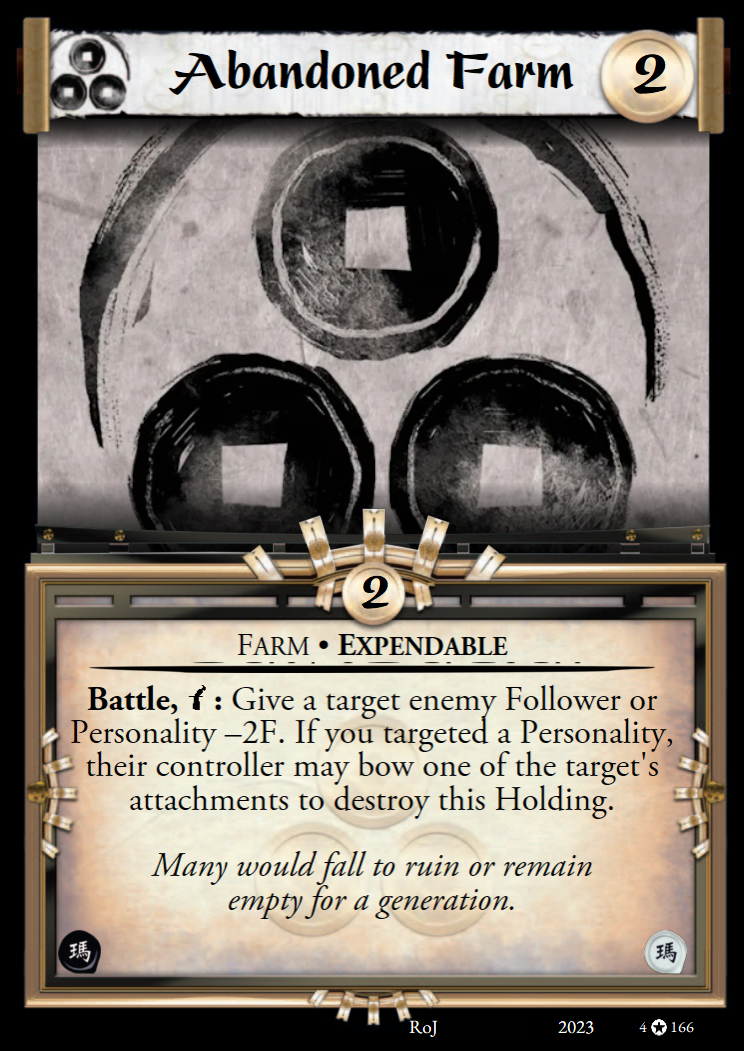 Abandoned Farm 2
2
FARM • EXPENDABLE
Battle, : Give a target enemy Follower or
Personality –2F. If you targeted a Personality,
their controller may bow one of the target's
attachments to destroy this Holding.
Many would fall to ruin or remain
empty for a generation.
瑪 瑪
RoJ 2023 4 166